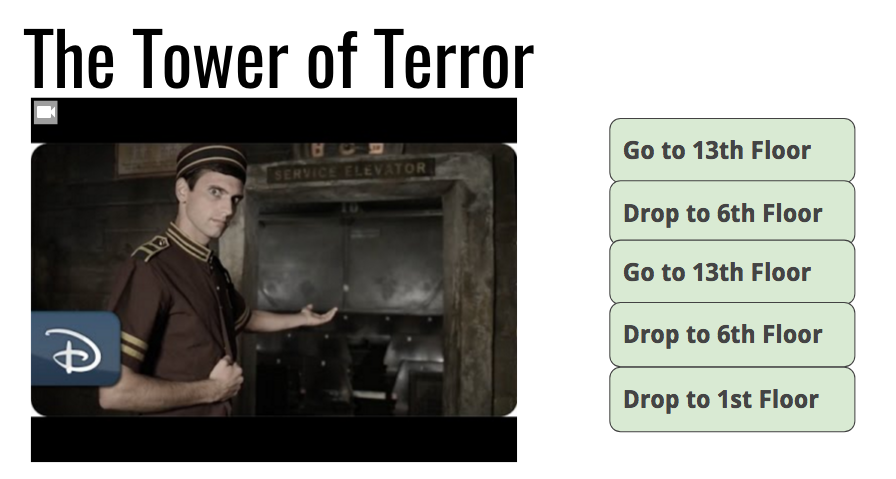 The Tower of Terror
SERVICE ELEVATOR
Go to 13th Floor
Drop to 6th Floor
Go to 13th Floor
Drop to 6th Floor
Drop to 1st Floor